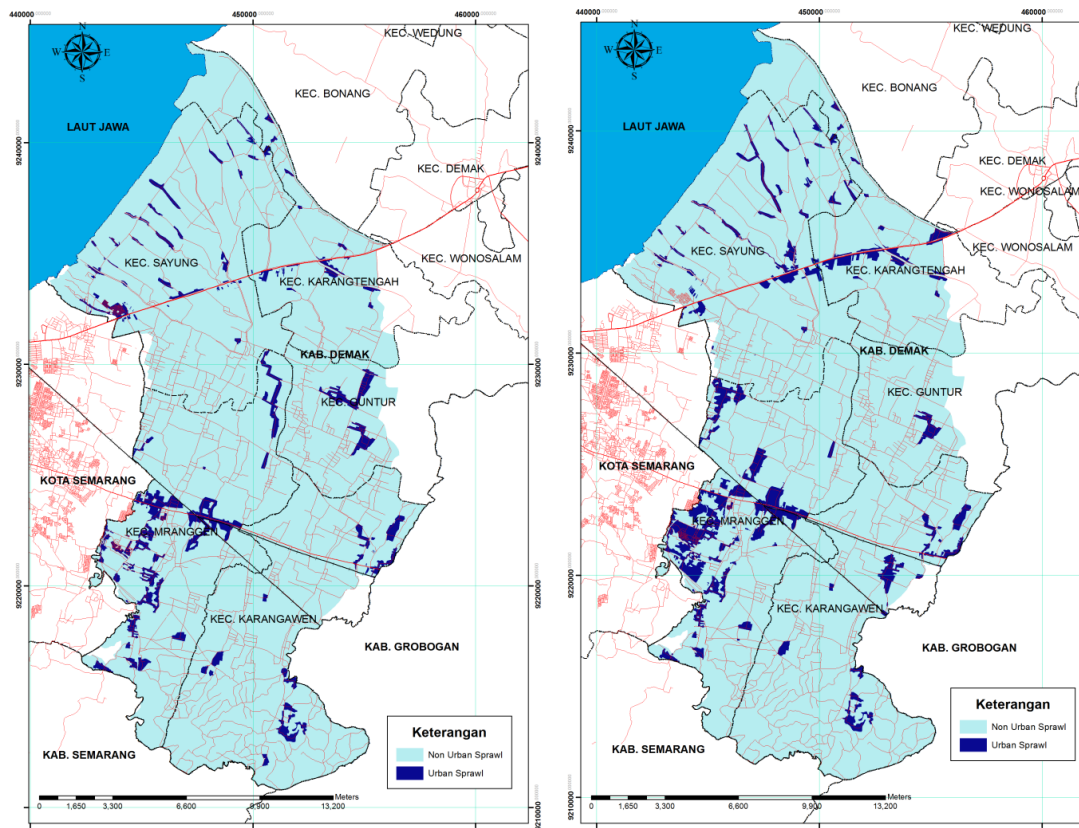 440000 450000 460000
N
W E
S
KEC. WEDUNG
KEC. BONANG
LAUT JAWA
9240000 9240000
KEC. DEMAK
KEC. SAYUNG
KEC. WONOSALAM
KEC. KARANGTENGAH
KAB. DEMAK
9230000 9230000
KEC. GUNTUR
KOTA SEMARANG
KEC. MRANGGEN
9220000 9220000
KEC. KARANGAWEN
KAB. GROBOGAN
Keterangan
Non Urban Sprawl
Urban Sprawl
KAB. SEMARANG
Meters
0 1,650 3,300 6,600 9,900 13,200
9210000
440000 450000 460000
N
W E
S
KEC. WEDUNG
KEC. BONANG
LAUT JAWA
9240000
KEC. DEMAK
KEC. WONOSALAM
KEC. SAYUNG
KEC. WONOSALAM
KEC. KARANGTENGAH
KAB. DEMAK
9230000
KEC. GUNTUR
KOTA SEMARANG
KEC. MRANGGEN
9220000
KEC. KARANGAWEN
KAB. GROBOGAN
Keterangan
Non Urban Sprawl
Urban Sprawl
KAB. SEMARANG
Meters
9210000
0 1,650 3,300 6,600 9,900 13,200